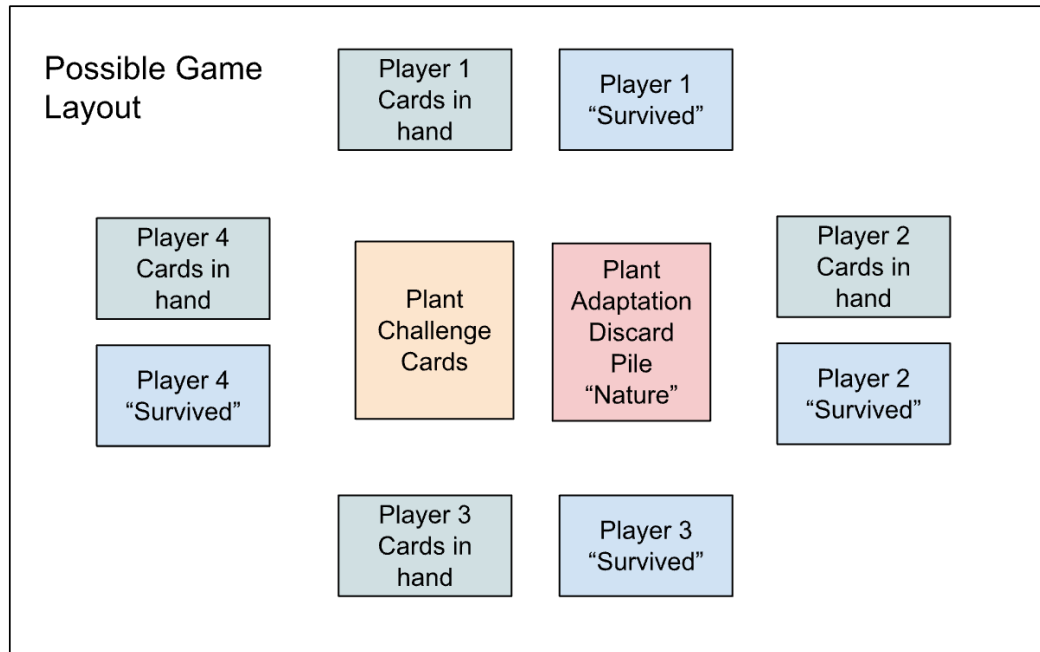 Possible Game
Layout
Player 1
Cards in
hand
Player 1
“Survived”
Player 4
Cards in
hand
Player 4
“Survived”
Plant
Challenge
Cards
Plant
Adaptation
Discard
Pile
“Nature”
Player 2
Cards in
hand
Player 2
“Survived”
Player 3
Cards in
hand
Player 3
“Survived”